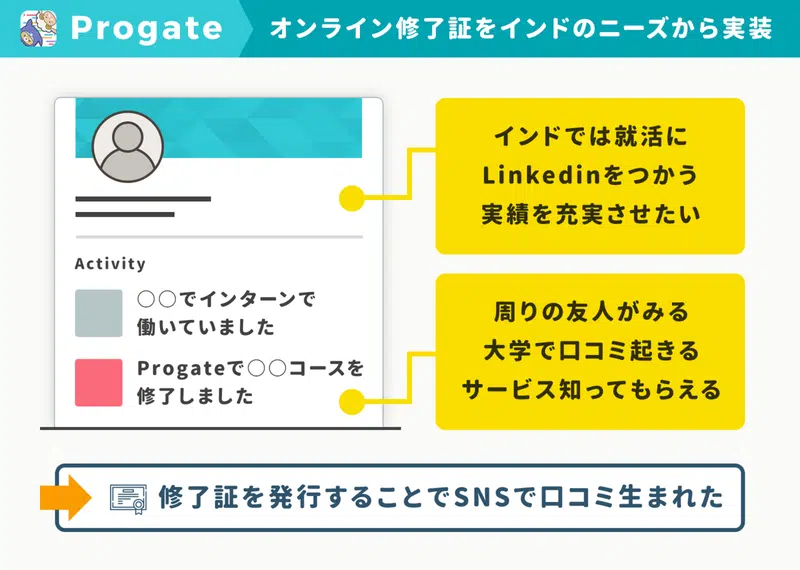 Progate
オンライン修了証をインドのニーズから実装
インドでは就活に
Linkedinをつかう
実績を充実させたい
Activity
○○でインターンで
働いていました
Progateで○○コースを
修了しました
周りの友人がみる
大学で口コミ起きる
サービス知ってもらえる
修了証を発行することでSNSで口コミ生まれた